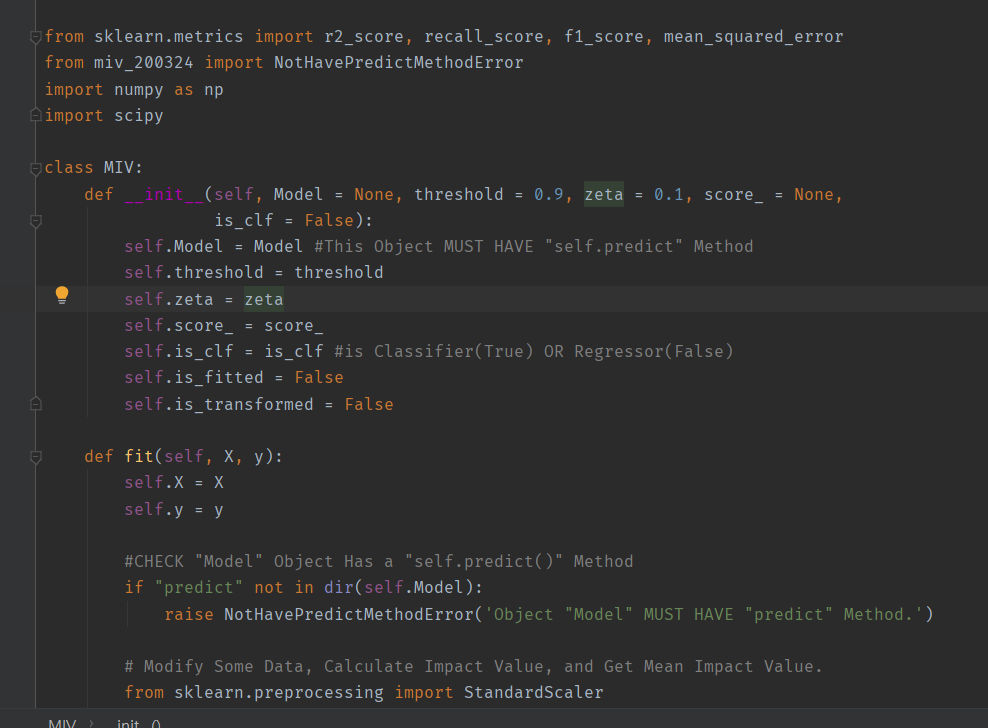 from sklearn.metrics import r2_score, recall_score, f1_score, mean_squared_error
from miv_200324 import NotHavePredictMethodError
import numpy as np
import scipy
class MIV:
def __init__(self, Model = None, threshold = 0.9, zeta = 0.1, score_ = None,
is_clf = False):
self.Model = Model #This Object MUST HAVE "self.predict" Method
self.threshold = threshold
self.zeta = zeta
self.score_ = score_
self.is_clf = is_clf #is Classifier(True) OR Regressor(False)
self.is_fitted = False
self.is_transformed = False
def fit(self, X, y):
self.X = X
self.y = y
#CHECK "Model" Object Has a "self.predict()" Method
if "predict" not in dir(self.Model):
raise NotHavePredictMethodError('Object "Model" MUST HAVE "predict" Method.')
# Modify Some Data, Calculate Impact Value, and Get Mean Impact Value.
from sklearn.preprocessing import StandardScaler
MIV › __init__()